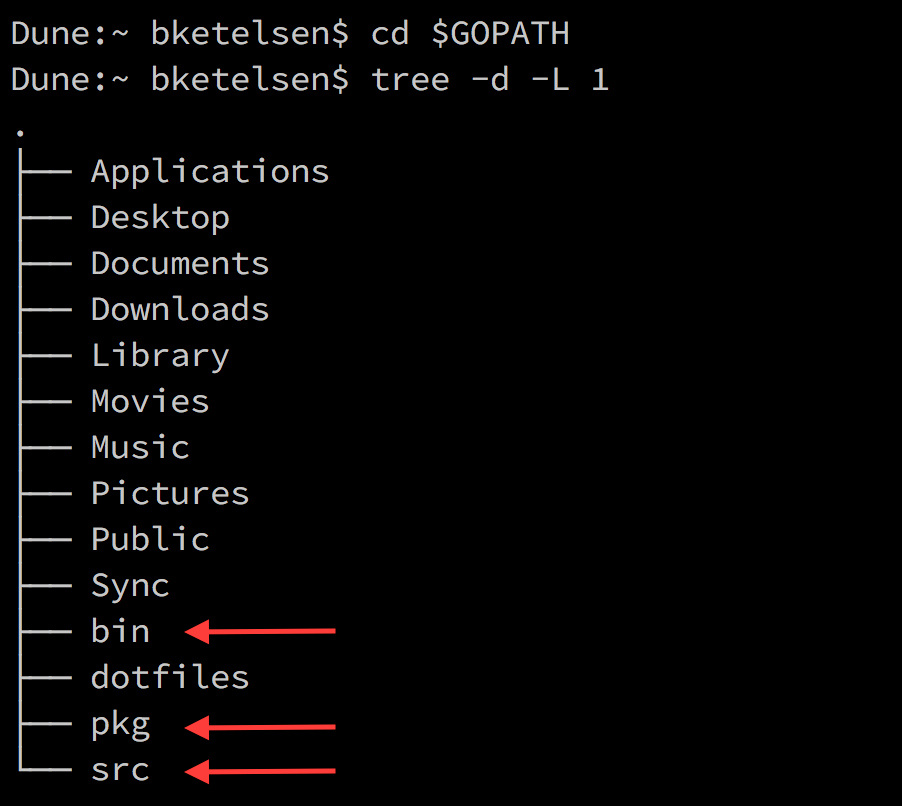 Dune:~ bketelsen$ cd $GOPATH
Dune:~ bketelsen$ tree -d -L 1
.
├── Applications
├── Desktop
├── Documents
├── Downloads
├── Library
├── Movies
├── Music
├── Pictures
├── Public
├── Sync
├── bin
├── dotfiles
├── pkg
└── src